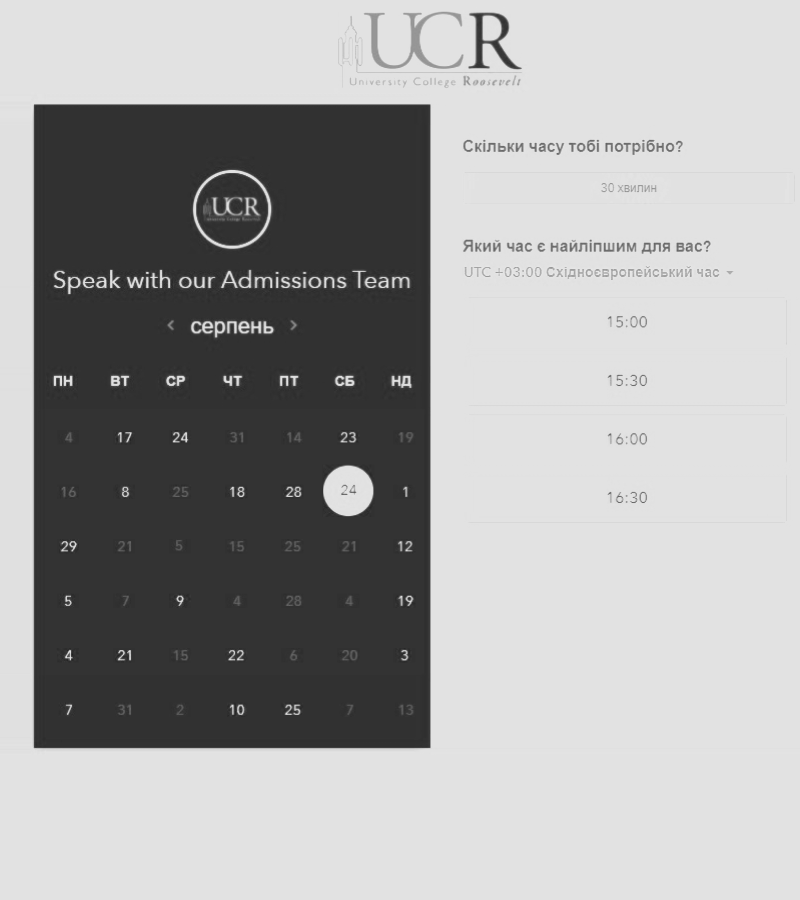 UCR
University College Roosevelt
UCR
Speak with our Admissions Team
< серпень >
ПН ВТ СР ЧТ ПТ СБ НД
4 17 24 31 14 23 19
16 8 25 18 28 24 1
29 21 5 15 25 21 12
5 7 9 4 28 4 19
4 21 15 22 6 20 3
7 31 2 10 25 7 13
Скільки часу тобі потрібно?
30 хвилин
Який час є найліпшим для вас?
UTC +03:00 Східноєвропейський час
15:00
15:30
16:00
16:30